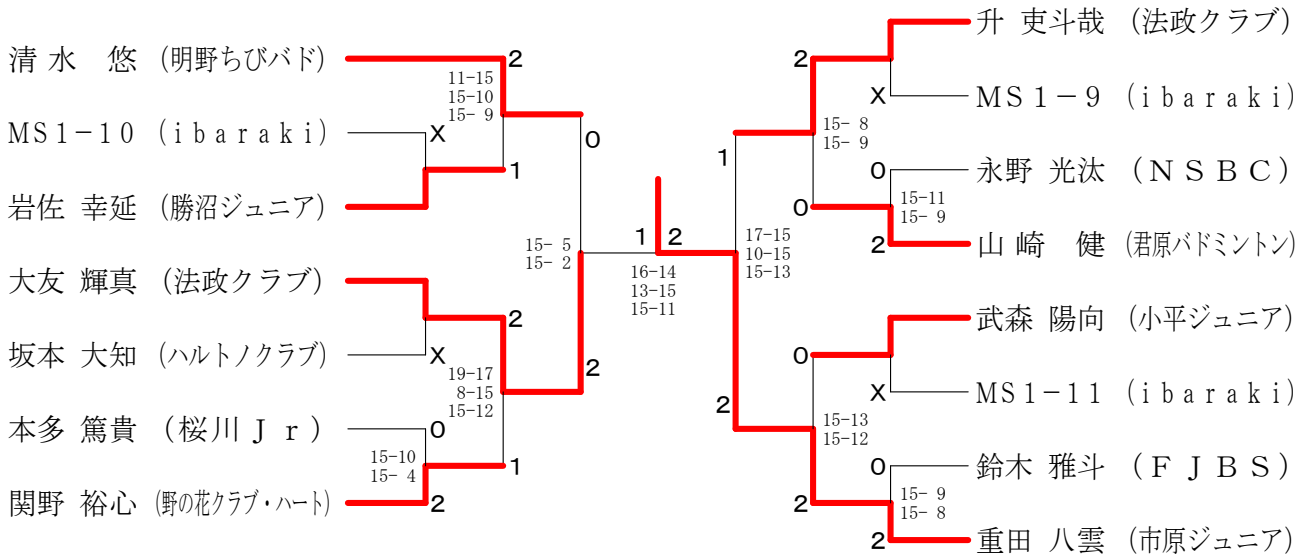 清水 悠 (明野ちびバド)
2
11-15
15-10
15- 9
MS1-10 (ibaraki)
X
0
1
岩佐 幸延 (勝沼ジュニア)
15- 5
15- 2
大友 輝真 (法政クラブ)
2
坂本 大知 (ハルトノクラブ)
X
19-17
8-15
15-12
2
本多 篤貴 (桜川Jr)
0
15-10
15- 4
1
関野 裕心 (野の花クラブ・ハート)
2
1 2
16-14
13-15
15-11
升 吏斗哉 (法政クラブ)
2
X
MS1-9 (ibaraki)
15- 8
15- 9
1
0
永野 光汰 (NSBC)
15-11
15- 9
0
2
山崎 健 (君原バドミントン)
17-15
10-15
15-13
武森 陽向 (小平ジュニア)
0
X
MS1-11 (ibaraki)
2
15-13
15-12
0
鈴木 雅斗 (FJBS)
15- 9
15- 8
2
2
重田 八雲 (市原ジュニア)